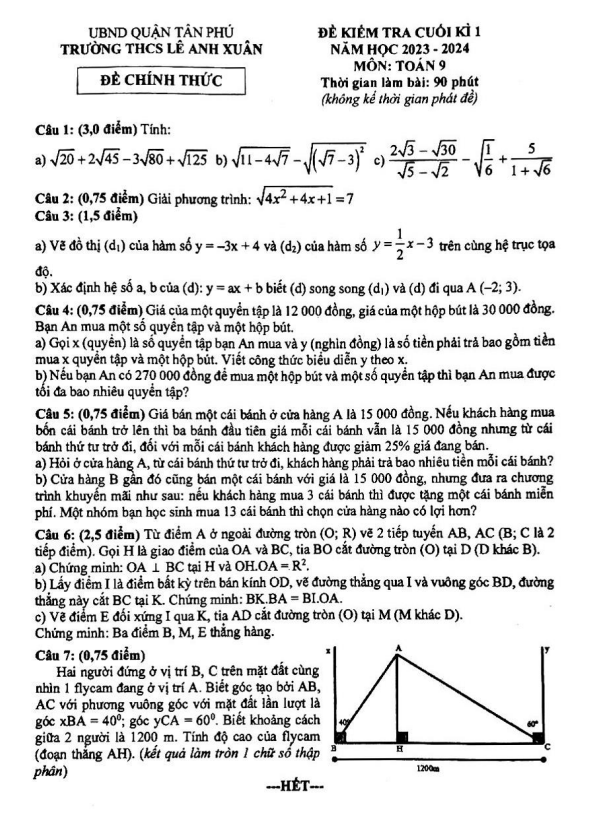 UBND QUẬN TÂN PHÚ
TRƯỜNG THCS LÊ ANH XUÂN
ĐỀ CHÍNH THỨC
ĐỀ KIỂM TRA CUỐI KÌ 1
NĂM HỌC 2023 - 2024
MÔN: TOÁN 9
Thời gian làm bài: 90 phút
(không kể thời gian phát đề)
Câu 1: (3,0 điểm) Tính:
a) √20 + 2√45 − 3√80 + √125 b) √(11 − 4√7) − √((√7 − 3)²) c) (2√3 − √30)/(√5 − √2) − √(1/6) + 5/(1 + √6)
Câu 2: (0,75 điểm) Giải phương trình: √(4x² + 4x + 1) = 7
Câu 3: (1,5 điểm)
a) Vẽ đồ thị (d₁) của hàm số y = −3x + 4 và (d₂) của hàm số y = 1/2 x − 3 trên cùng hệ trục tọa
độ.
b) Xác định hệ số a, b của (d): y = ax + b biết (d) song song (d₁) và (d) đi qua A (−2; 3).
Câu 4: (0,75 điểm) Giá của một quyển tập là 12 000 đồng, giá của một hộp bút là 30 000 đồng.
Bạn An mua một số quyển tập và một hộp bút.
a) Gọi x (quyển) là số quyển tập bạn An mua và y (nghìn đồng) là số tiền phải trả bao gồm tiền
mua x quyển tập và một hộp bút. Viết công thức biểu diễn y theo x.
b) Nếu bạn An có 270 000 đồng để mua một hộp bút và một số quyển tập thì bạn An mua được
tối đa bao nhiêu quyển tập?
Câu 5: (0,75 điểm) Giá bán một cái bánh ở cửa hàng A là 15 000 đồng. Nếu khách hàng mua
bốn cái bánh trở lên thì ba bánh đầu tiên giá mỗi cái bánh vẫn là 15 000 đồng nhưng từ cái
bánh thứ tư trở đi, đối với mỗi cái bánh khách hàng được giảm 25% giá đang bán.
a) Hỏi ở cửa hàng A, từ cái bánh thứ tư trở đi, khách hàng phải trả bao nhiêu tiền mỗi cái bánh?
b) Cửa hàng B gần đó cũng bán một cái bánh với giá là 15 000 đồng, nhưng đưa ra chương
trình khuyến mãi như sau: nếu khách hàng mua 3 cái bánh thì được tặng một cái bánh miễn
phí. Một nhóm bạn học sinh mua 13 cái bánh thì chọn cửa hàng nào có lợi hơn?
Câu 6: (2,5 điểm) Từ điểm A ở ngoài đường tròn (O; R) vẽ 2 tiếp tuyến AB, AC (B; C là 2
tiếp điểm). Gọi H là giao điểm của OA và BC, tia BO cắt đường tròn (O) tại D (D khác B).
a) Chứng minh: OA ⊥ BC tại H và OH.OA = R².
b) Lấy điểm I là điểm bất kỳ trên bán kính OD, vẽ đường thẳng qua I và vuông góc BD, đường
thẳng này cắt BC tại K. Chứng minh: BK.BA = BI.OA.
c) Vẽ điểm E đối xứng I qua K, tia AD cắt đường tròn (O) tại M (M khác D).
Chứng minh: Ba điểm B, M, E thẳng hàng.
Câu 7: (0,75 điểm)
Hai người đứng ở vị trí B, C trên mặt đất cùng
nhìn 1 flycam đang ở vị trí A. Biết góc tạo bởi AB,
AC với phương vuông góc với mặt đất lần lượt là
góc xBA = 40⁰; góc yCA = 60⁰. Biết khoảng cách
giữa 2 người là 1200 m. Tính độ cao của flycam
(đoạn thẳng AH). (kết quả làm tròn 1 chữ số thập
phân)
x
A
y
40⁰
60⁰
B
H
C
1200m
---HẾT---